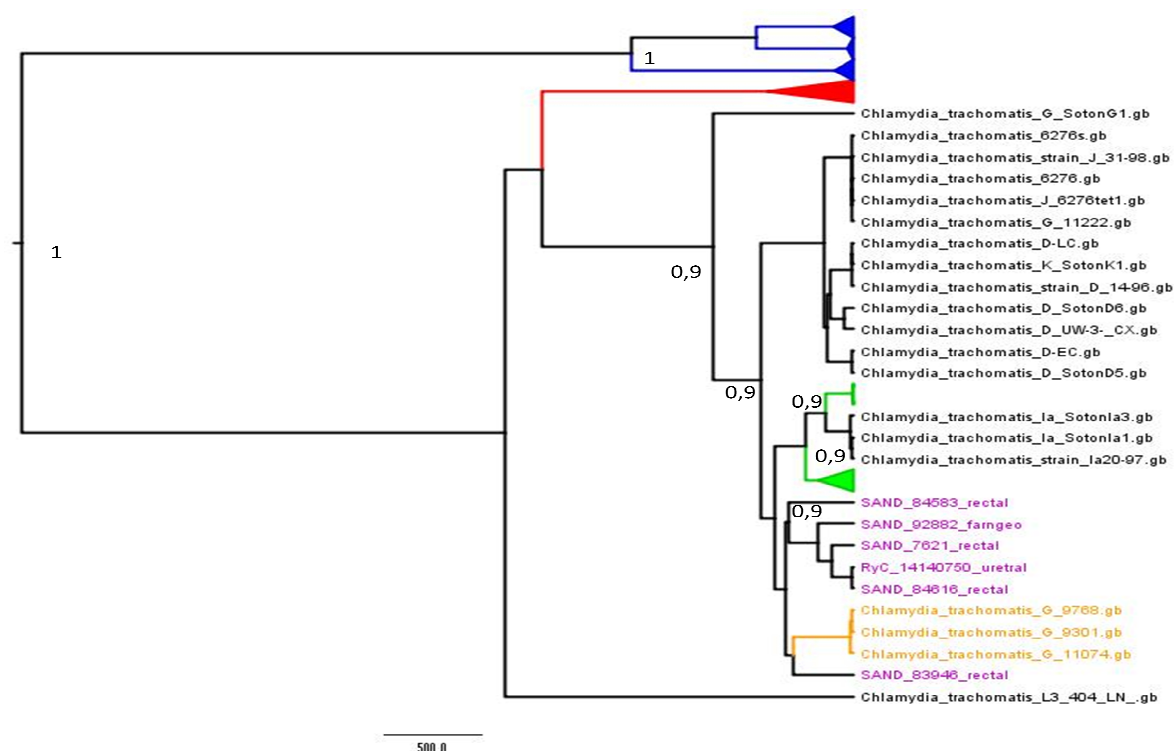 1
Chlamydia_trachomatis_G_SotonG1.gb
Chlamydia_trachomatis_6276s.gb
Chlamydia_trachomatis_strain_J_31-98.gb
Chlamydia_trachomatis_6276.gb
Chlamydia_trachomatis_J_6276tet1.gb
Chlamydia_trachomatis_G_11222.gb
Chlamydia_trachomatis_D-LC.gb
1
Chlamydia_trachomatis_K_SotonK1.gb
0,9
Chlamydia_trachomatis_strain_D_14-96.gb
Chlamydia_trachomatis_D_SotonD6.gb
Chlamydia_trachomatis_D_UW-3-_CX.gb
Chlamydia_trachomatis_D-EC.gb
Chlamydia_trachomatis_D_SotonD5.gb
0,9
0,9
Chlamydia_trachomatis_Ia_SotonIa3.gb
Chlamydia_trachomatis_Ia_SotonIa1.gb
0,9
Chlamydia_trachomatis_strain_Ia20-97.gb
SAND_84583_rectal
0,9
SAND_92882_farngeo
SAND_7621_rectal
RyC_14140750_uretral
SAND_84616_rectal
Chlamydia_trachomatis_G_9768.gb
Chlamydia_trachomatis_G_9301.gb
Chlamydia_trachomatis_G_11074.gb
SAND_83946_rectal
Chlamydia_trachomatis_L3_404_LN_.gb
500.0